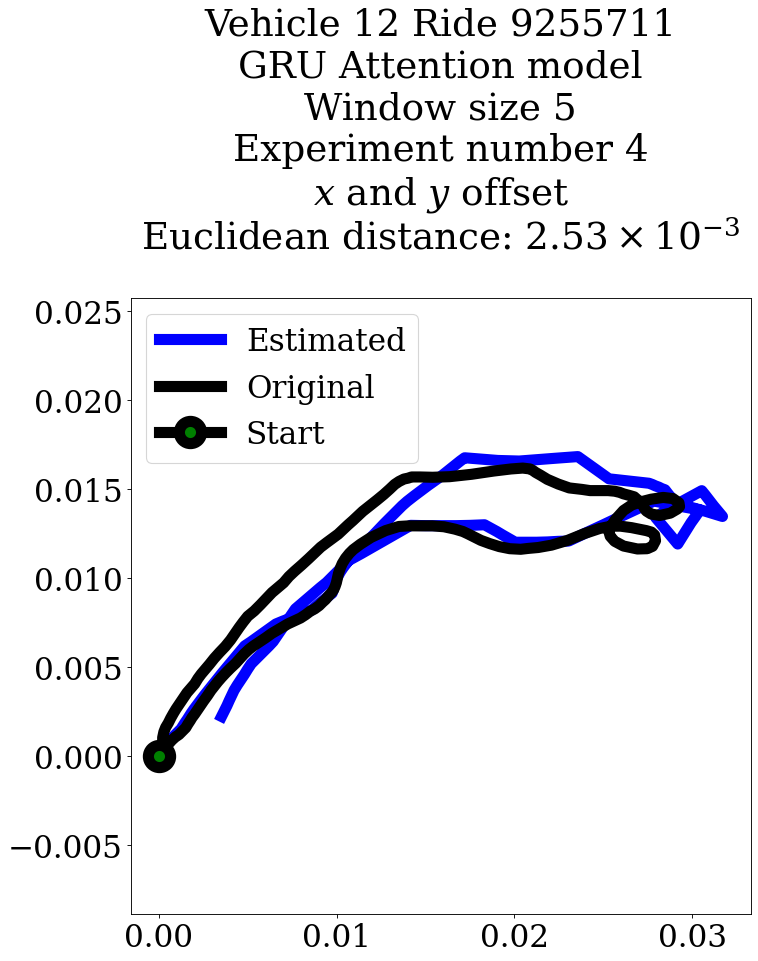 Vehicle 12 Ride 9255711
GRU Attention model
Window size 5
Experiment number 4
x and y offset
Euclidean distance: 2.53 × 10⁻³
0.025
0.020
0.015
0.010
0.005
0.000
−0.005
Estimated
Original
Start
0.00 0.01 0.02 0.03